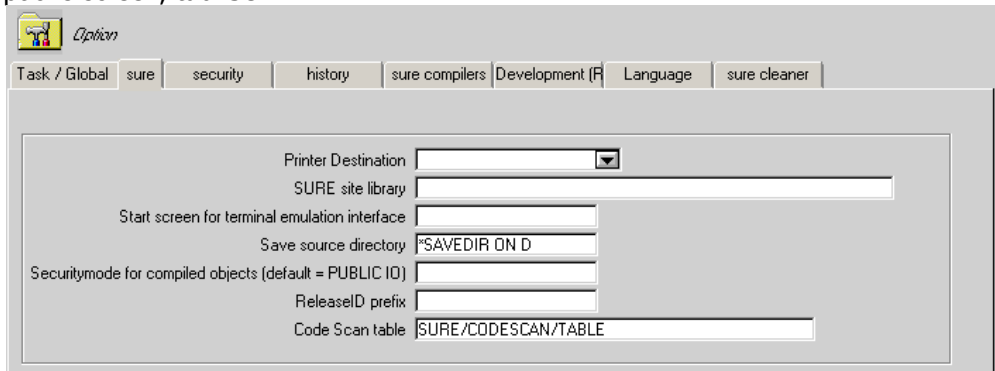 Option
Task / Global sure security history sure compilers Development (R Language sure cleaner
Printer Destination
SURE site library
Start screen for terminal emulation interface
Save source directory *SAVEDIR ON D
Securitymode for compiled objects (default = PUBLIC IO)
ReleaseID prefix
Code Scan table SURE/CODESCAN/TABLE